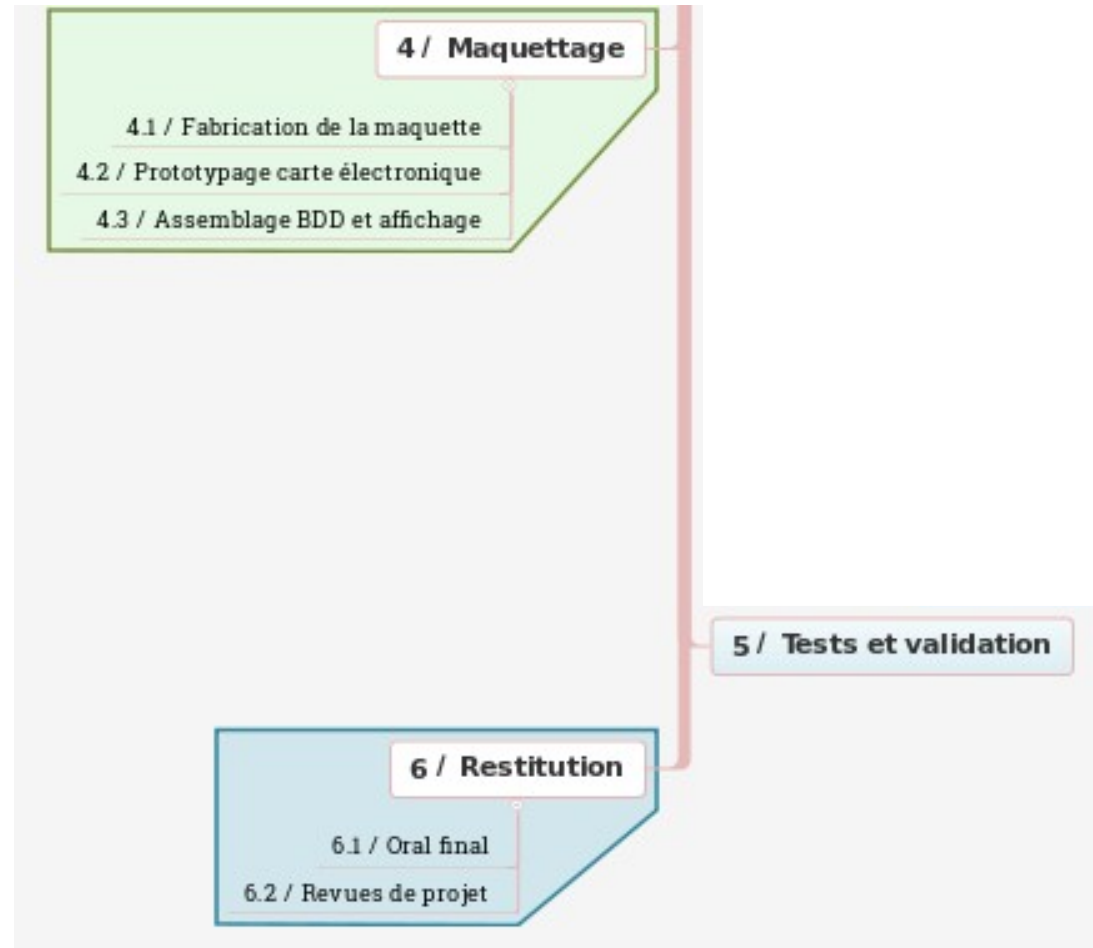 4 / Maquettage
4.1 / Fabrication de la maquette
4.2 / Prototypage carte électronique
4.3 / Assemblage BDD et affichage
5 / Tests et validation
6 / Restitution
6.1 / Oral final
6.2 / Revues de projet